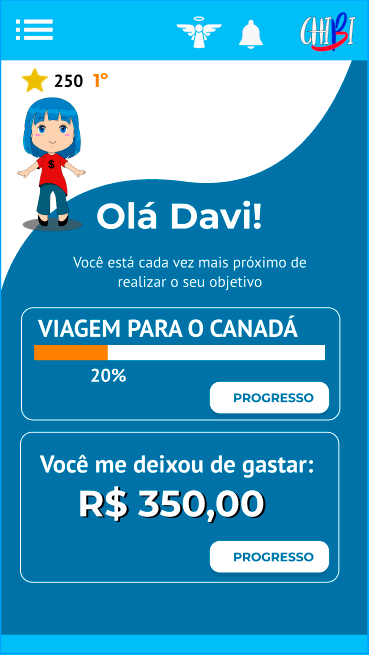 CHIBI
250 1º
$
Olá Davi!
Você está cada vez mais próximo de
realizar o seu objetivo
VIAGEM PARA O CANADÁ
20%
PROGRESSO
Você me deixou de gastar:
R$ 350,00
PROGRESSO